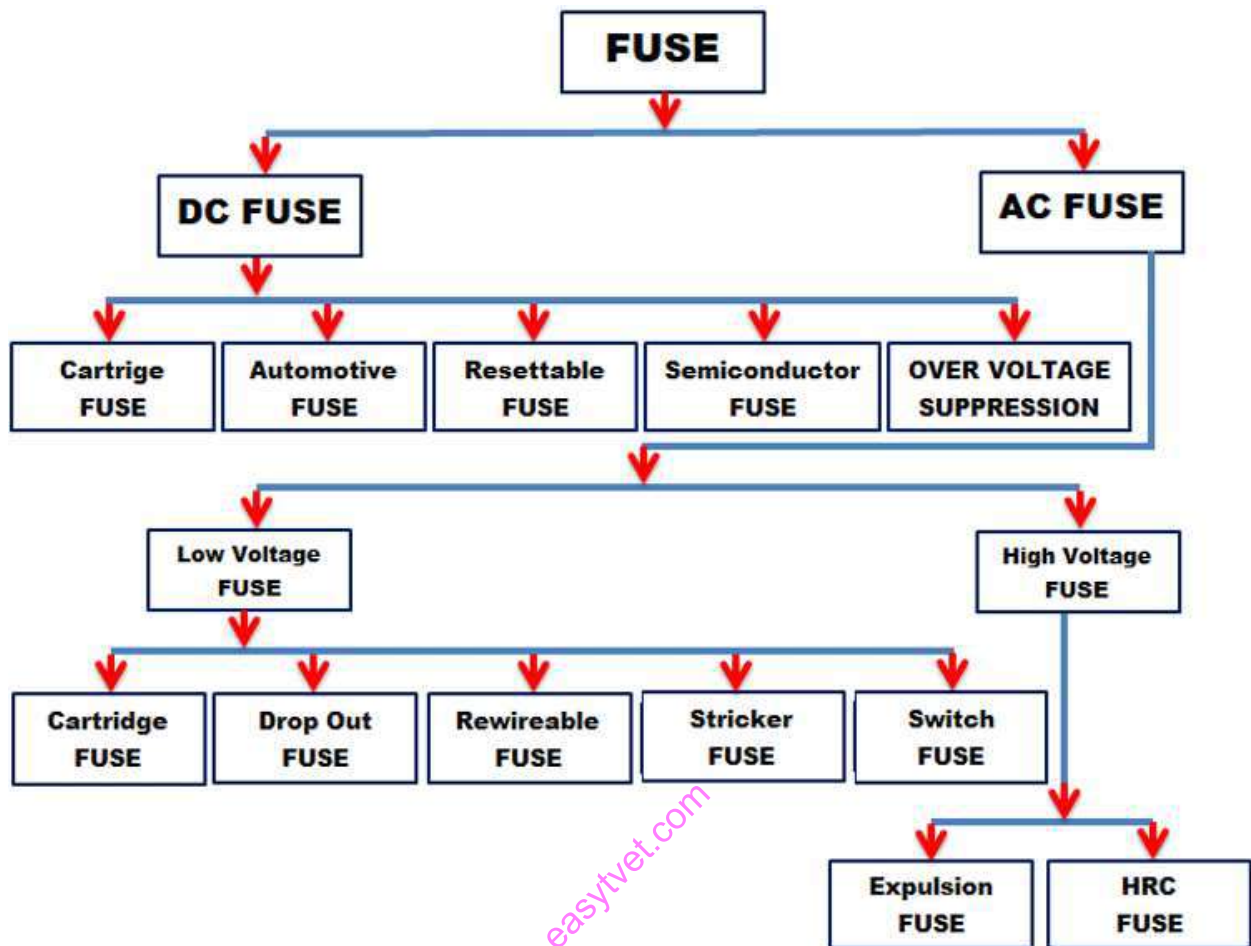 FUSE
DC FUSE
AC FUSE
Cartrige
FUSE
Automotive
FUSE
Resettable
FUSE
Semiconductor
FUSE
OVER VOLTAGE
SUPPRESSION
Low Voltage
FUSE
High Voltage
FUSE
Cartridge
FUSE
Drop Out
FUSE
Rewireable
FUSE
Stricker
FUSE
Switch
FUSE
easytvet.com
Expulsion
FUSE
HRC
FUSE